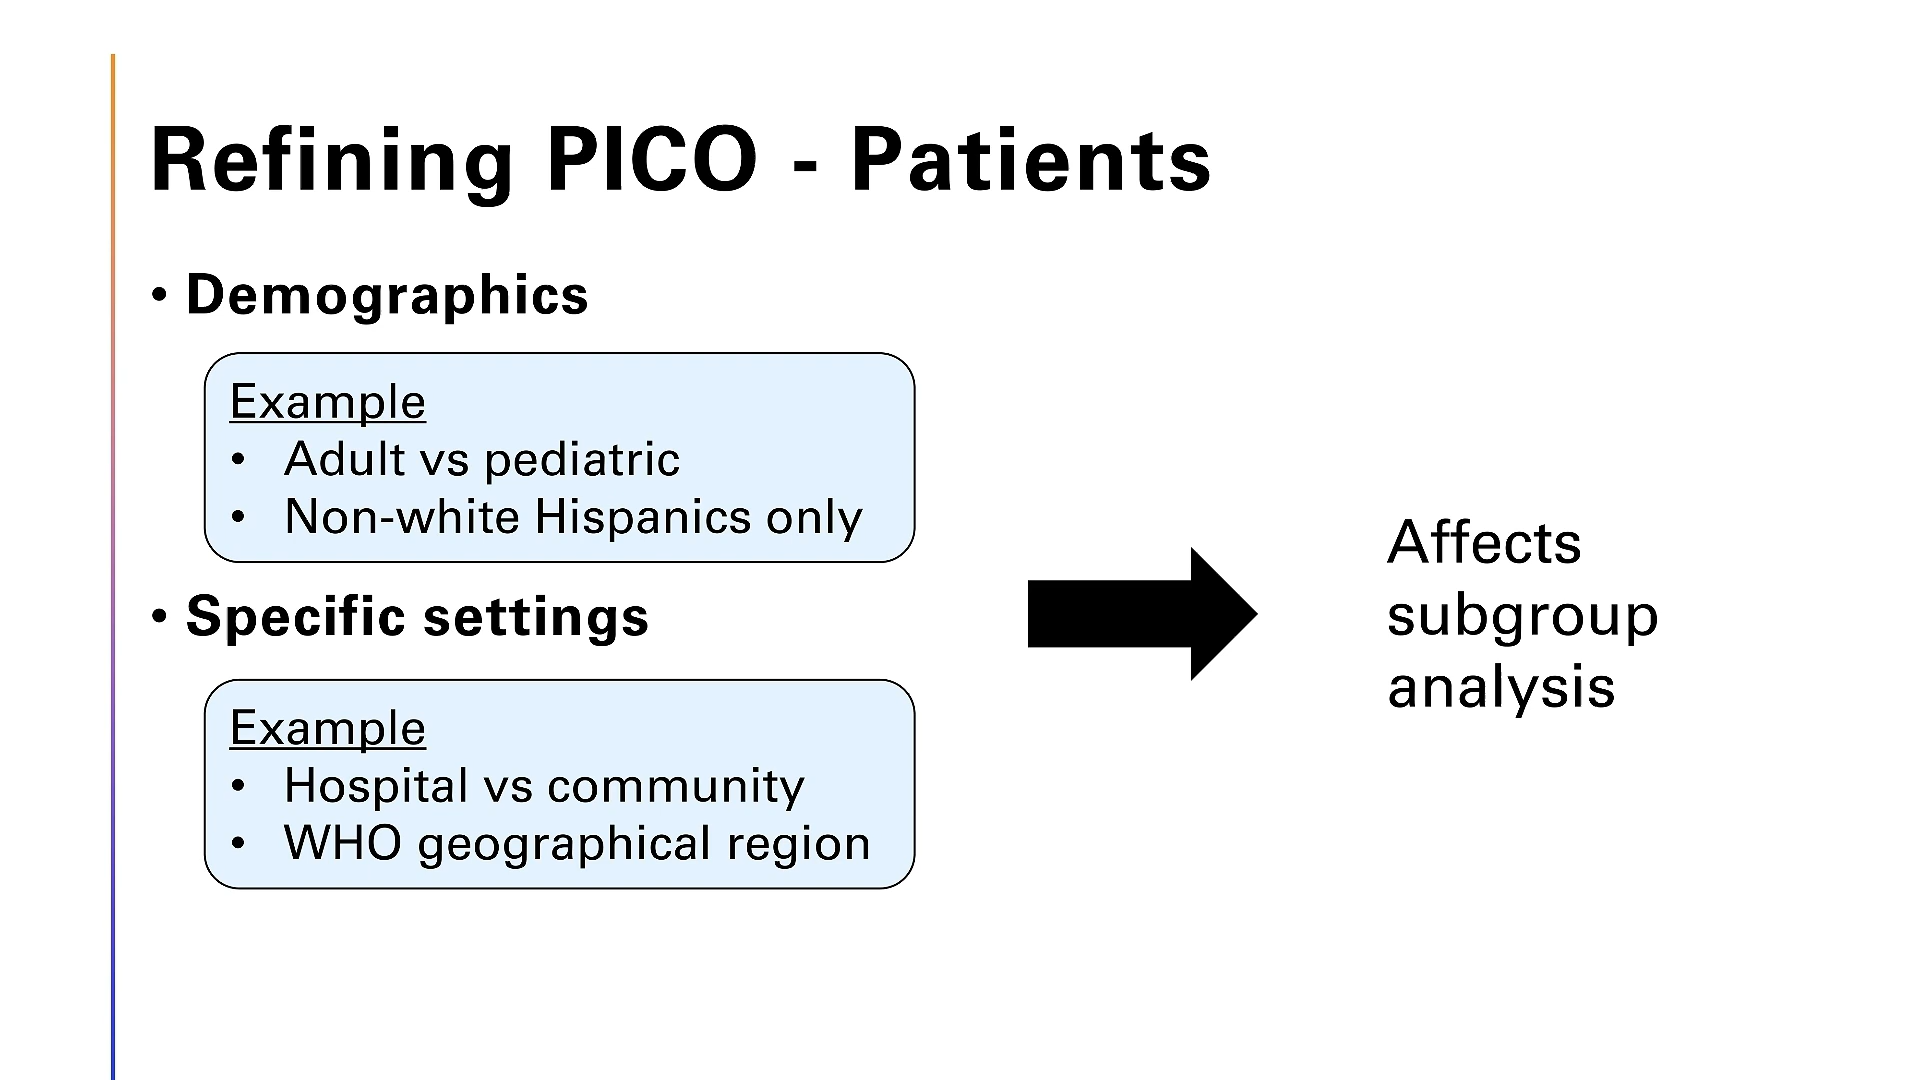 Refining PICO - Patients
• Demographics
Example
• Adult vs pediatric
• Non-white Hispanics only
• Specific settings
Example
• Hospital vs community
• WHO geographical region
Affects
subgroup
analysis